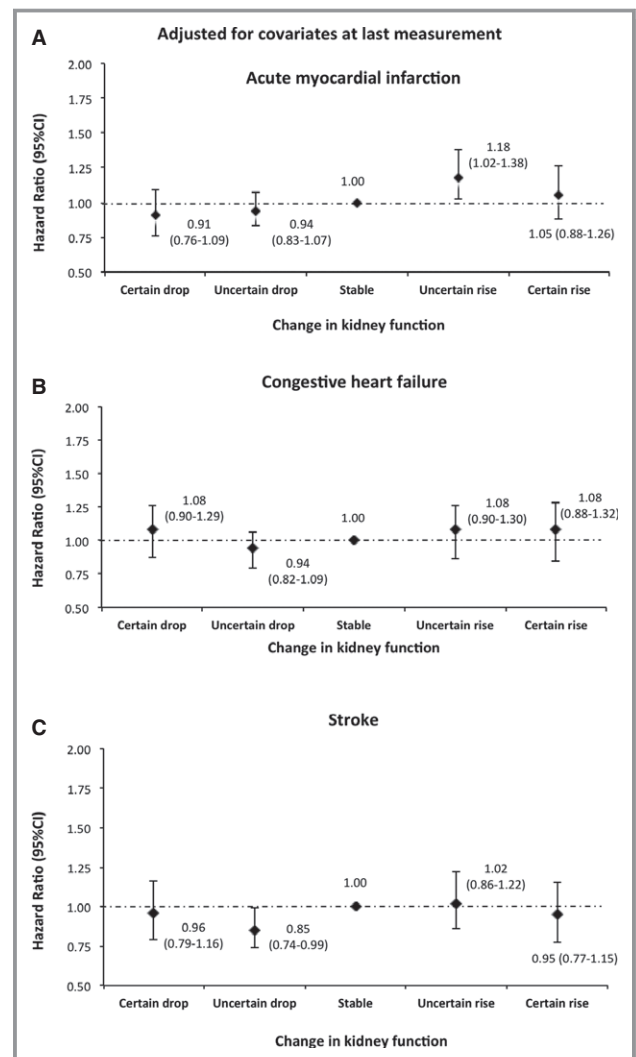 A
Adjusted for covariates at last measurement
Acute myocardial infarction
Hazard Ratio (95%CI)
2.00
1.75
1.50
1.25
1.00
0.75
0.50
0.91
(0.76-1.09)
0.94
(0.83-1.07)
1.00
1.18
(1.02-1.38)
1.05 (0.88-1.26)
Certain drop
Uncertain drop
Stable
Uncertain rise
Certain rise
Change in kidney function
B
Congestive heart failure
Hazard Ratio (95%CI)
2.00
1.75
1.50
1.25
1.00
0.75
0.50
1.08
(0.90-1.29)
0.94
(0.82-1.09)
1.00
1.08
(0.90-1.30)
1.08
(0.88-1.32)
Certain drop
Uncertain drop
Stable
Uncertain rise
Certain rise
Change in kidney function
C
Stroke
Hazard Ratio (95%CI)
2.00
1.75
1.50
1.25
1.00
0.75
0.50
0.96
(0.79-1.16)
0.85
(0.74-0.99)
1.00
1.02
(0.86-1.22)
0.95 (0.77-1.15)
Certain drop
Uncertain drop
Stable
Uncertain rise
Certain rise
Change in kidney function